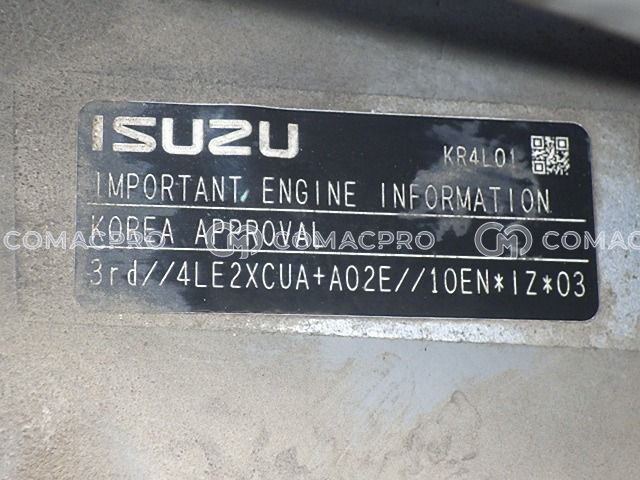 ISUZU
KR4L01
IMPORTANT ENGINE INFORMATION
KOREA APPROVAL
COMACPRO COMACPRO COMACPRO
3rd//4LE2XCUA+A02E//10EN*IZ*03